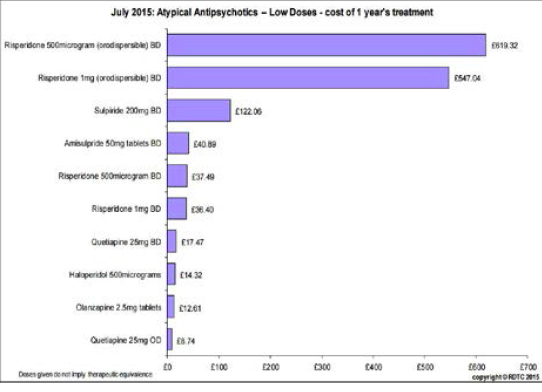 July 2015: Atypical Antipsychotics – Low Doses - cost of 1 year's treatment
Risperidone 500microgram (orodispersible) BD
£619.32
Risperidone 1mg (orodispersible) BD
£547.04
Sulpiride 200mg BD
£122.06
Amisulpride 50mg tablets BD
£40.89
Risperidone 500microgram BD
£37.49
Risperidone 1mg BD
£36.40
Quetiapine 25mg BD
£17.47
Haloperidol 500micrograms
£14.32
Olanzapine 2.5mg tablets
£12.61
Quetiapine 25mg OD
£8.74
£0 £100 £200 £300 £400 £500 £600 £700
Doses given do not imply therapeutic equivalence
copyright © RDTC 2015